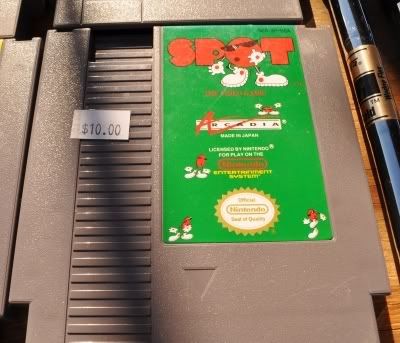 $10.00
SPOT
THE VIDEO GAME
ARCADIA
MADE IN JAPAN
LICENSED BY NINTENDO®
FOR PLAY ON THE
Nintendo
ENTERTAINMENT
SYSTEM®
Official
Nintendo
Seal of Quality